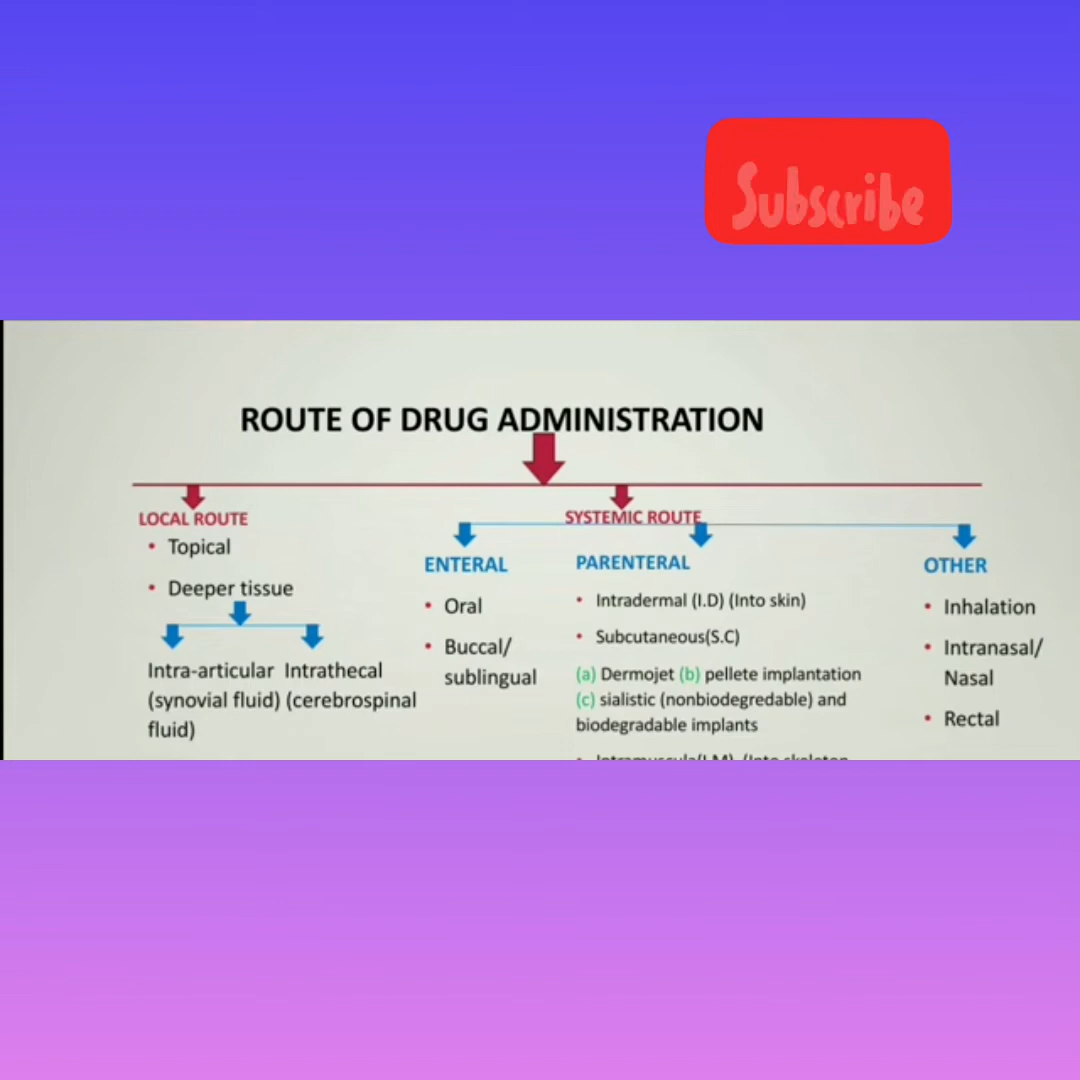 Subscribe
ROUTE OF DRUG ADMINISTRATION
LOCAL ROUTE
• Topical
• Deeper tissue
Intra-articular Intrathecal
(synovial fluid) (cerebrospinal
fluid)
SYSTEMIC ROUTE
ENTERAL
• Oral
• Buccal/
sublingual
PARENTERAL
• Intradermal (I.D) (Into skin)
• Subcutaneous(S.C)
(a) Dermojet (b) pellete implantation
(c) sialistic (nonbiodegredable) and
biodegradable implants
OTHER
• Inhalation
• Intranasal/
Nasal
• Rectal